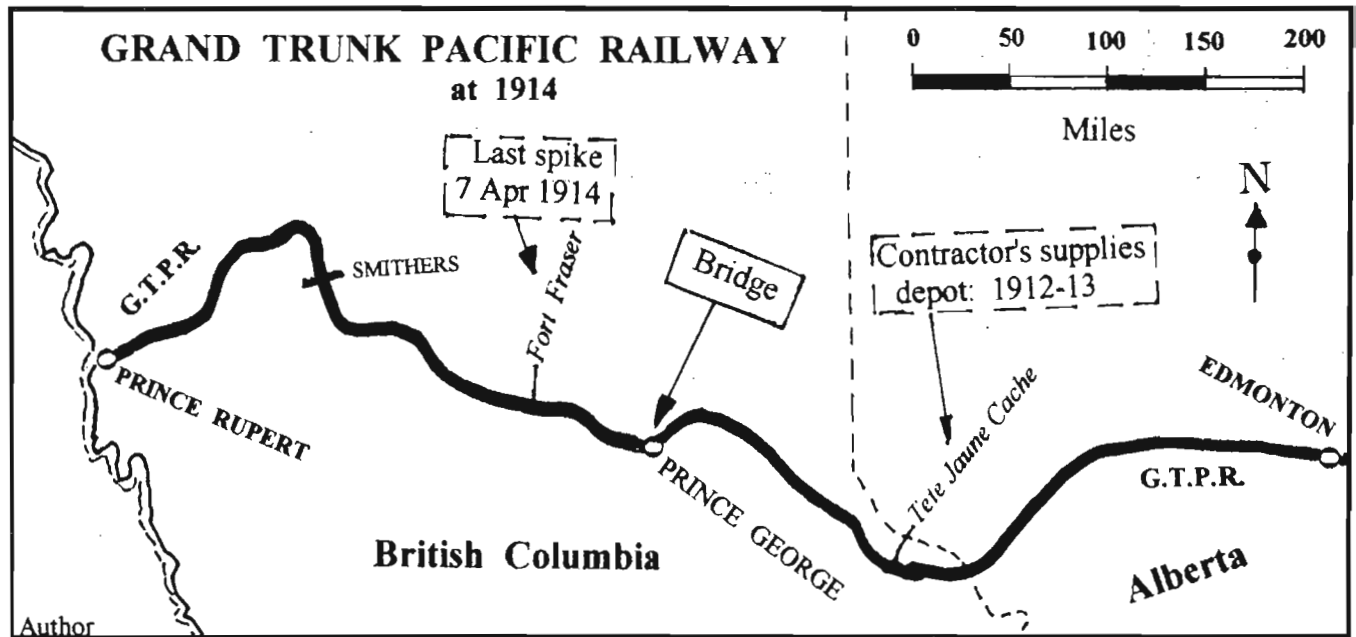 GRAND TRUNK PACIFIC RAILWAY
at 1914
0 50 100 150 200
Miles
N
Last spike
7 Apr 1914
G.T.P.R.
SMITHERS
Fort Fraser
Bridge
Contractor's supplies
depot: 1912-13
PRINCE RUPERT
PRINCE GEORGE
Tete Jaune Cache
EDMONTON
G.T.P.R.
British Columbia
Alberta
Author